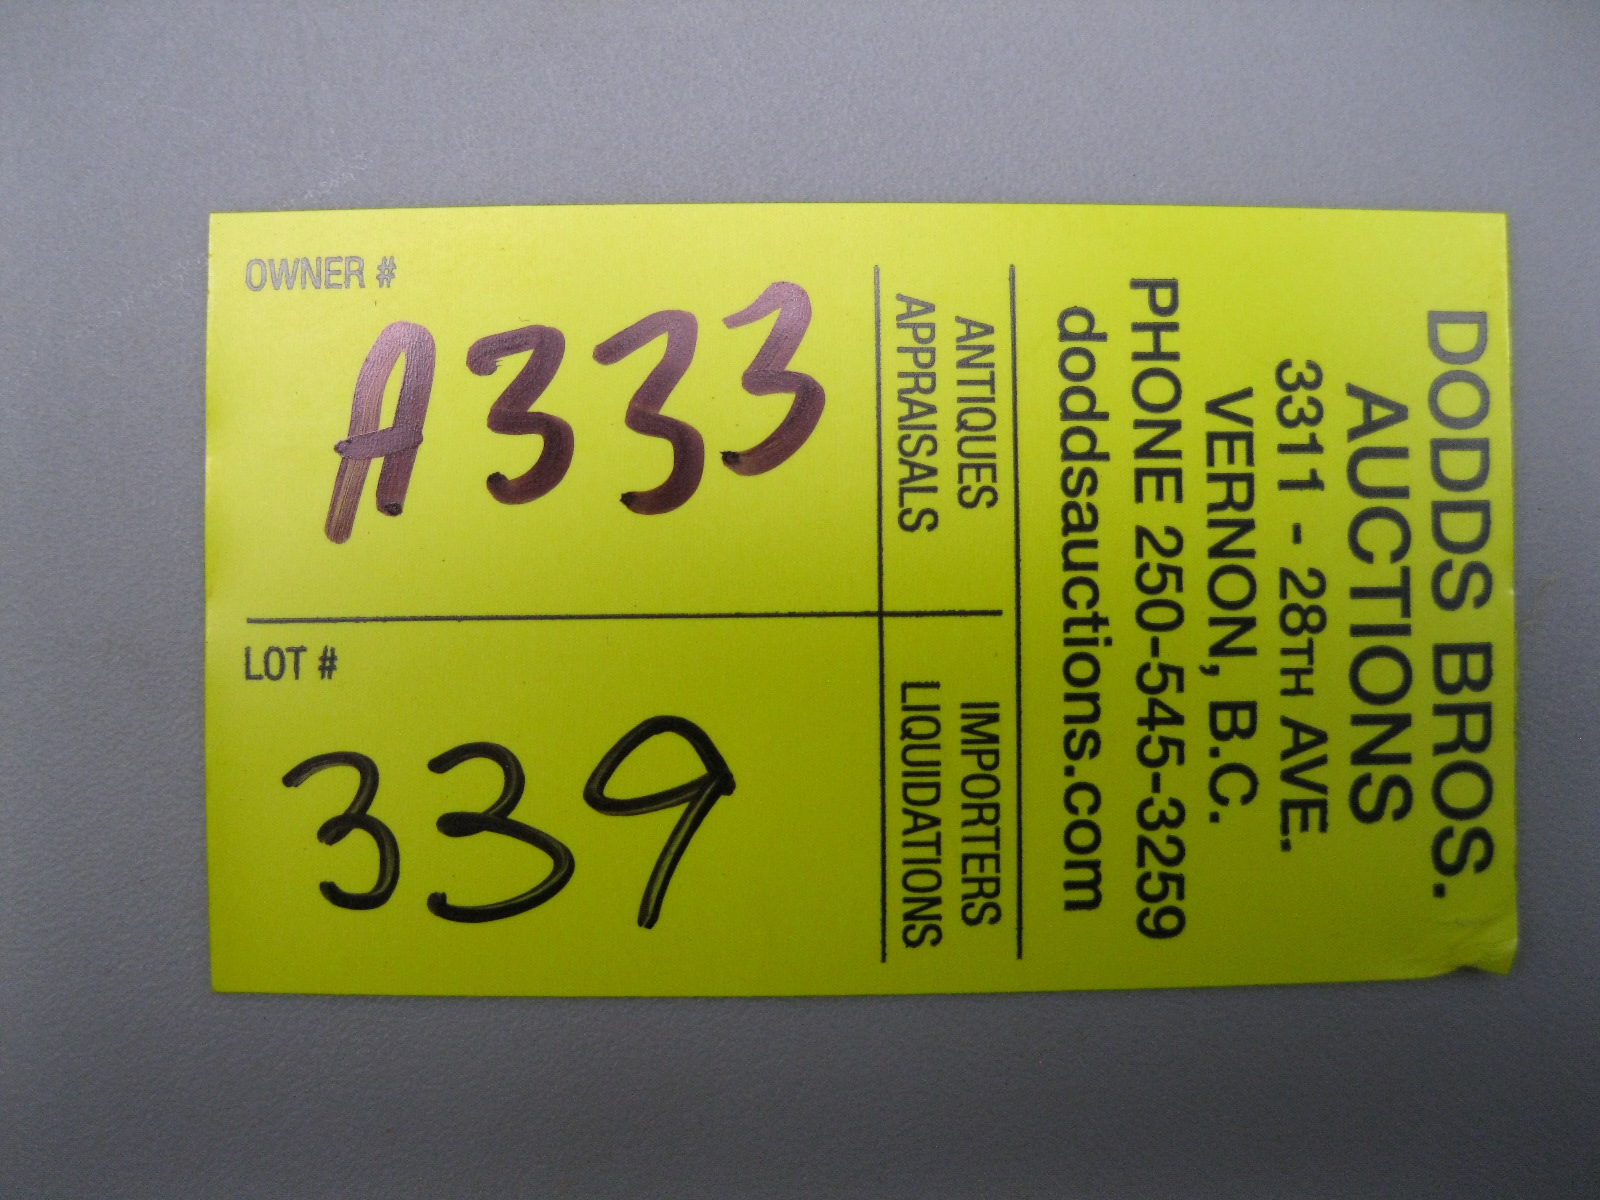 OWNER #
A333
LOT #
339
ANTIQUES
APPRAISALS
IMPORTERS
LIQUIDATIONS
DODDS BROS.
AUCTIONS
3311 - 28TH AVE.
VERNON, B.C.
PHONE 250-545-3259
doddsauctions.com